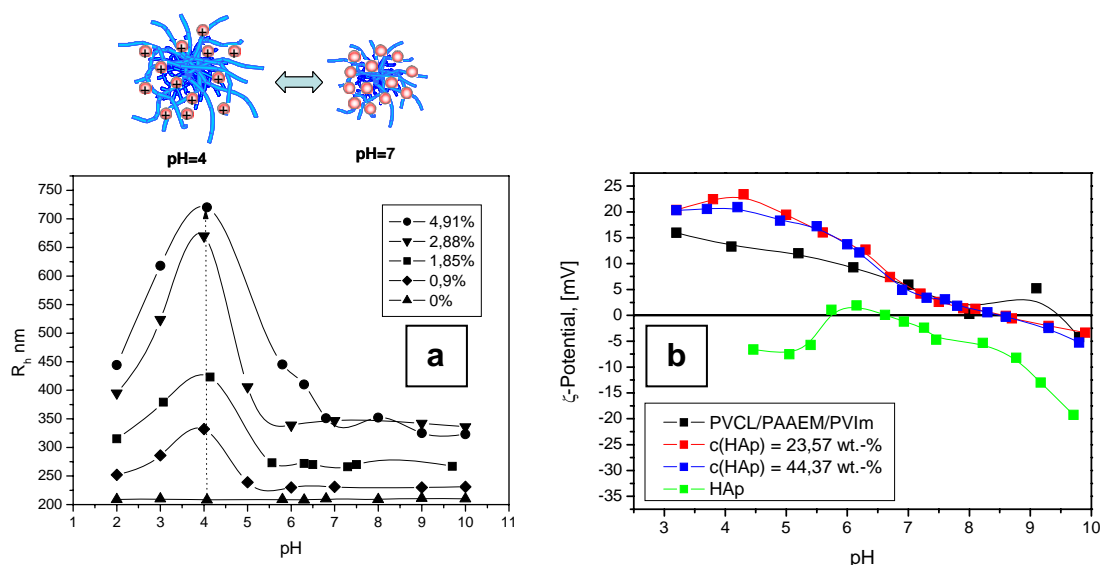 + + + + + + + + + + + +
pH=4
pH=7
750
700
650
600
550
500
450
400
350
300
250
200
R_h nm
4,91%
2,88%
1,85%
0,9%
0%
a
1 2 3 4 5 6 7 8 9 10 11
pH
25
20
15
10
5
0
-5
-10
-15
-20
-25
-30
-35
ζ-Potential, [mV]
b
PVCL/PAAEM/PVIm
c(HAp) = 23,57 wt.-%
c(HAp) = 44,37 wt.-%
HAp
3 4 5 6 7 8 9 10
pH